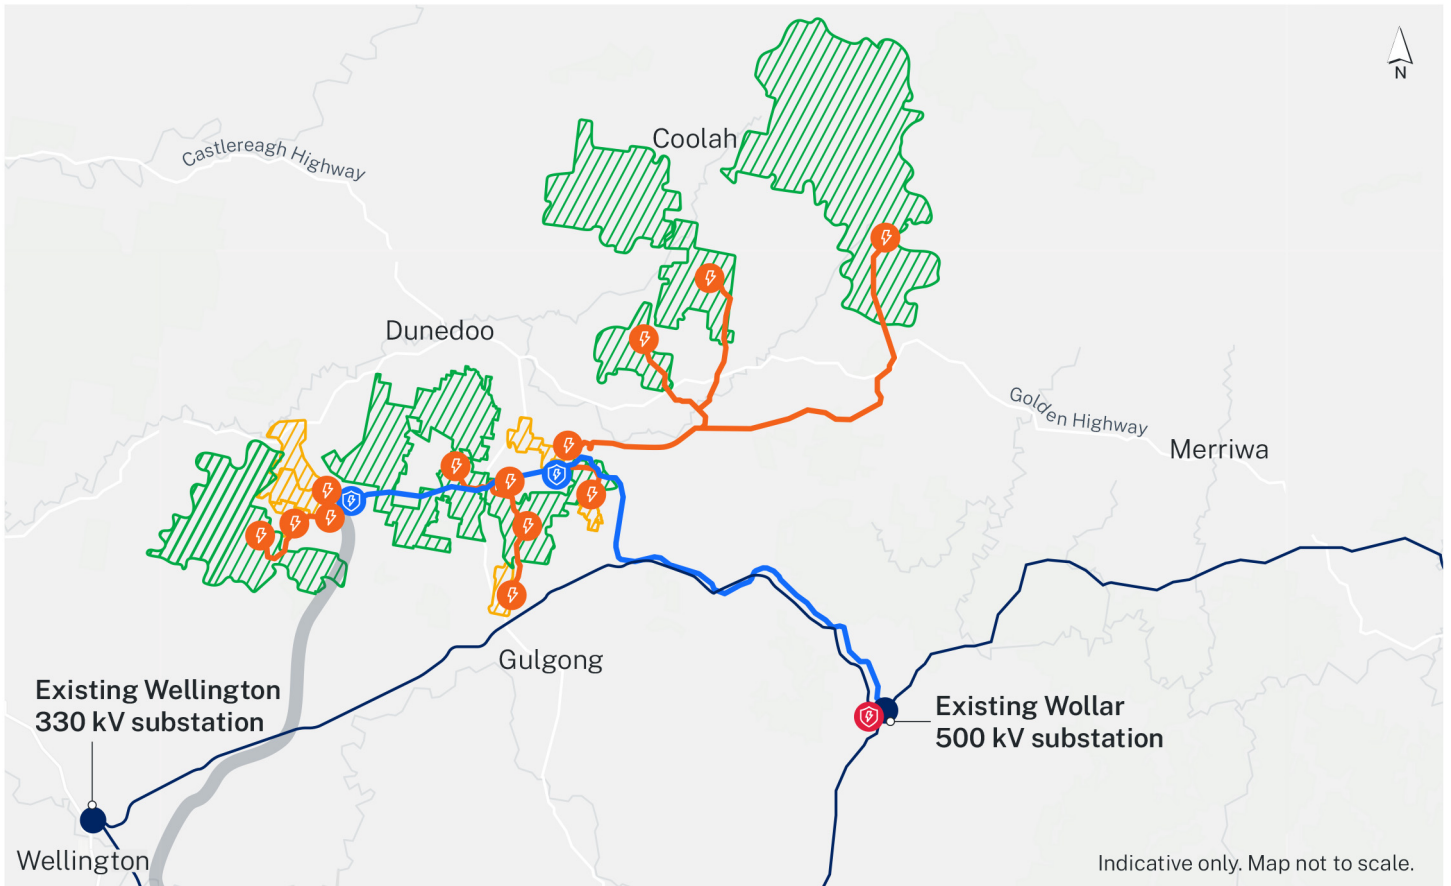 N
Coolah
Castlereagh Highway
Dunedoo
Golden Highway
Merriwa
Gulgong
Existing Wellington
330 kV substation
Existing Wollar
500 kV substation
Wellington
Indicative only. Map not to scale.